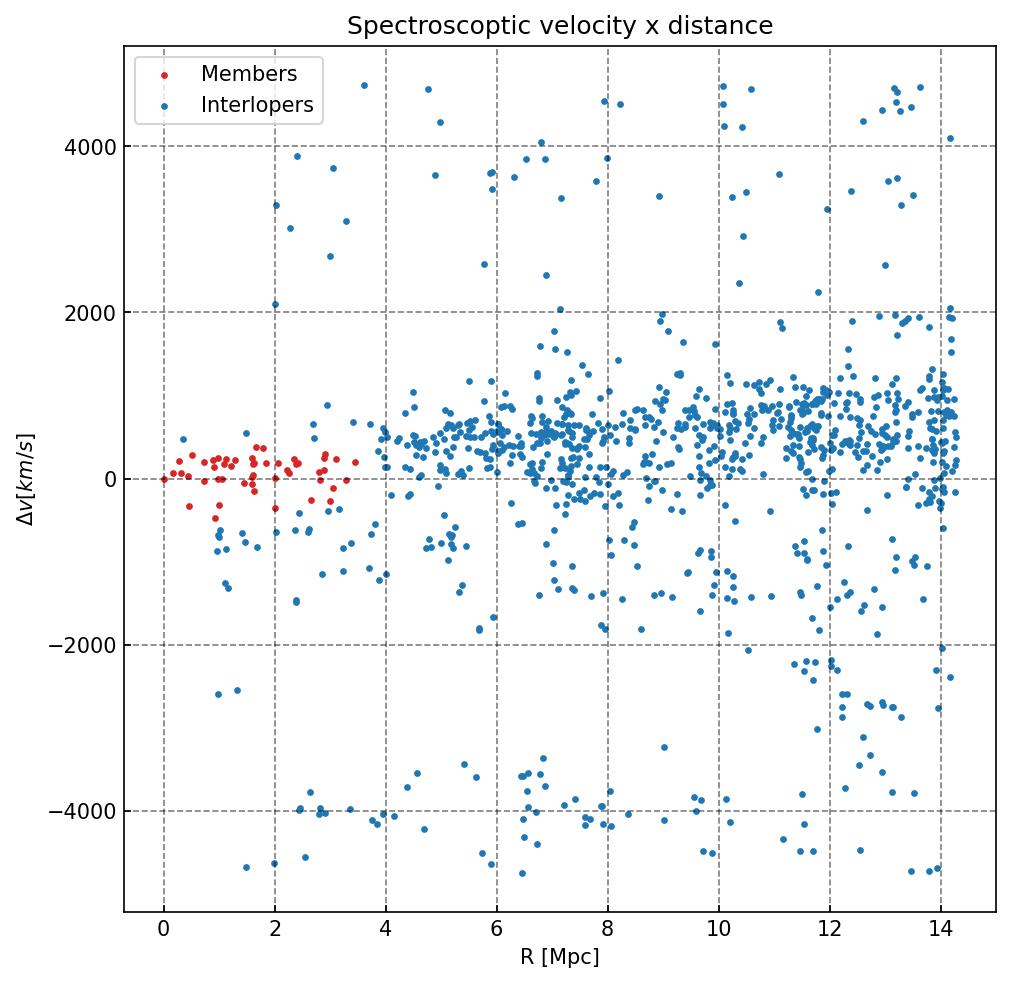 Spectroscoptic velocity x distance
Members
Interlopers
4000
2000
0
−2000
−4000
Δv[km/s]
0 2 4 6 8 10 12 14
R [Mpc]